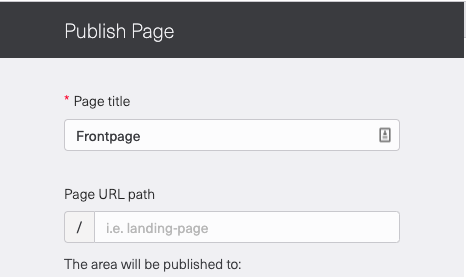 Publish Page
* Page title
Frontpage
Page URL path
/ i.e. landing-page
The area will be published to: